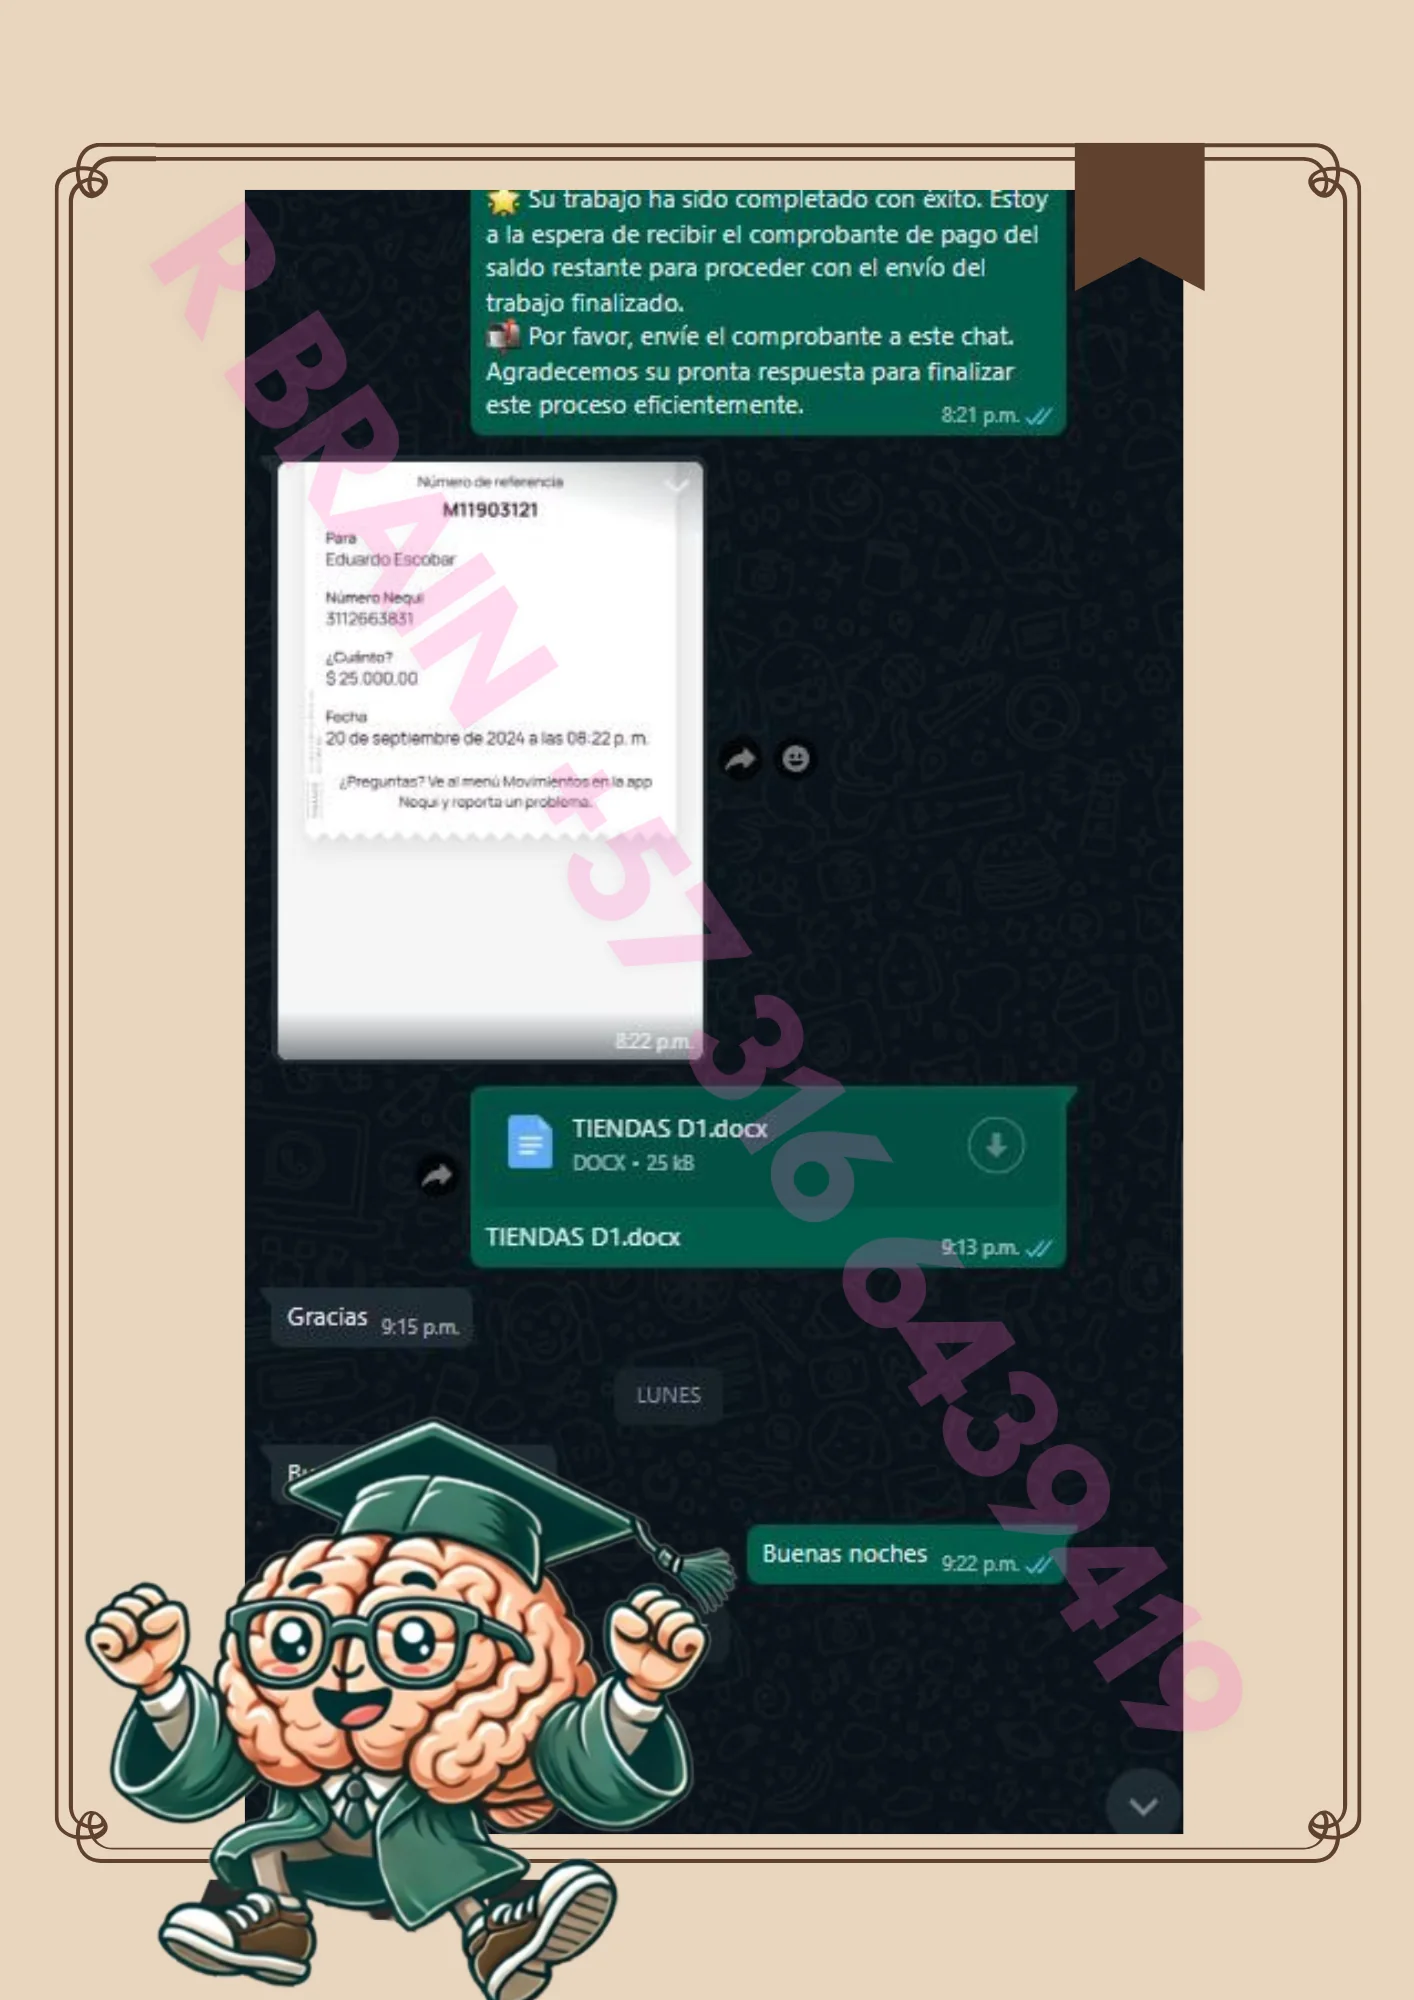 Su trabajo ha sido completado con éxito. Estoy
a la espera de recibir el comprobante de pago del
saldo restante para proceder con el envío del
trabajo finalizado.
Por favor, envíe el comprobante a este chat.
Agradecemos su pronta respuesta para finalizar
este proceso eficientemente.
8:21 p.m.
Número de referencia
M11903121
Para
Eduardo Escobar
Número Nequi
3112663831
¿Cuánto?
$ 25.000,00
Fecha
20 de septiembre de 2024 a las 08:22 p. m.
¿Preguntas? Ve al menú Movimientos en la app
Nequi y reporta un problema.
8:22 p.m.
TIENDAS D1.docx
DOCX • 25 kB
TIENDAS D1.docx
9:13 p.m.
Gracias 9:15 p.m.
LUNES
Buenas noches 9:22 p.m.
R BRAIN +57 316 6439419